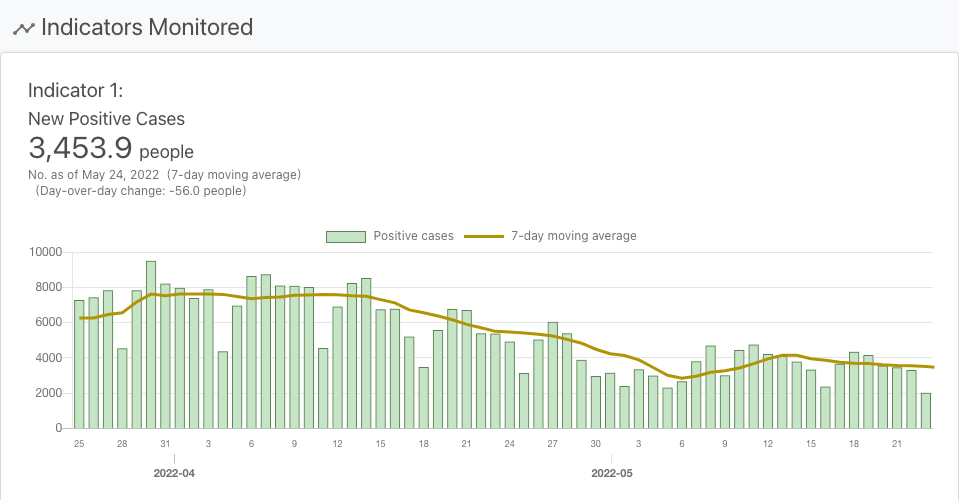 Indicators Monitored
Indicator 1:
New Positive Cases
3,453.9 people
No. as of May 24, 2022 (7-day moving average)
(Day-over-day change: -56.0 people)
Positive cases 7-day moving average
10000
8000
6000
4000
2000
0
25 28 31 3 6 9 12 15 18 21 24 27 30 3 6 9 12 15 18 21
2022-04 2022-05